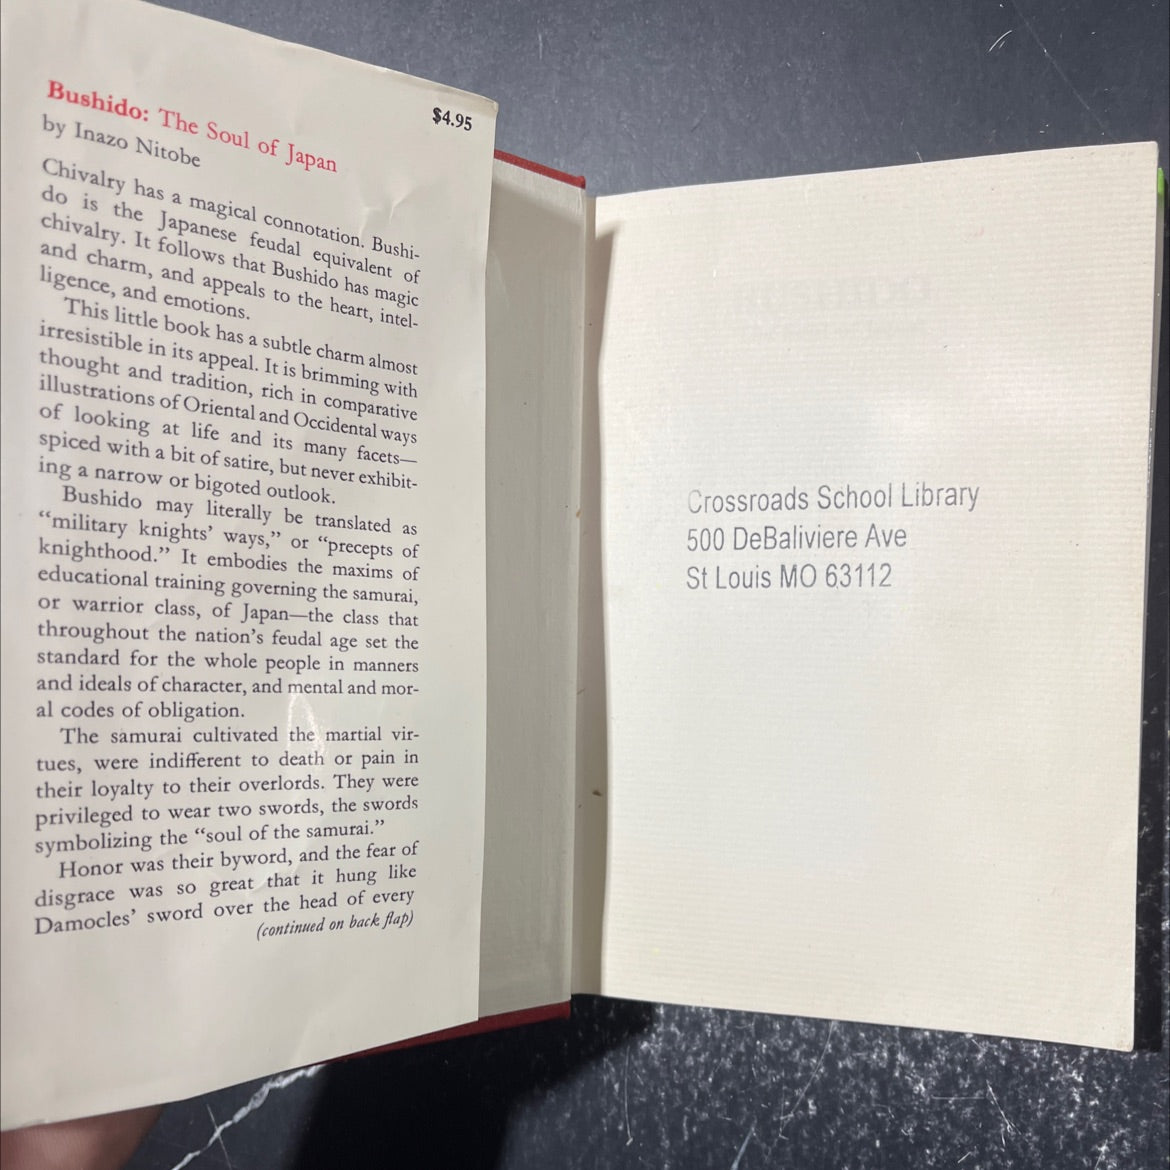 Bushido: The Soul of Japan
$4.95
by Inazo Nitobe
Chivalry has a magical connotation. Bushi-
do is the Japanese feudal equivalent of
chivalry. It follows that Bushido has magic
and charm, and appeals to the heart, intel-
ligence, and emotions.
This little book has a subtle charm almost
irresistible in its appeal. It is brimming with
thought and tradition, rich in comparative
illustrations of Oriental and Occidental ways
of looking at life and its many facets—
spiced with a bit of satire, but never exhibit-
ing a narrow or bigoted outlook.
Bushido may literally be translated as
“military knights’ ways,” or “precepts of
knighthood.” It embodies the maxims of
educational training governing the samurai,
or warrior class, of Japan—the class that
throughout the nation’s feudal age set the
standard for the whole people in manners
and ideals of character, and mental and mor-
al codes of obligation.
The samurai cultivated the martial vir-
tues, were indifferent to death or pain in
their loyalty to their overlords. They were
privileged to wear two swords, the swords
symbolizing the “soul of the samurai.”
Honor was their byword, and the fear of
disgrace was so great that it hung like
Damocles’ sword over the head of every
(continued on back flap)
Crossroads School Library
500 DeBaliviere Ave
St Louis MO 63112